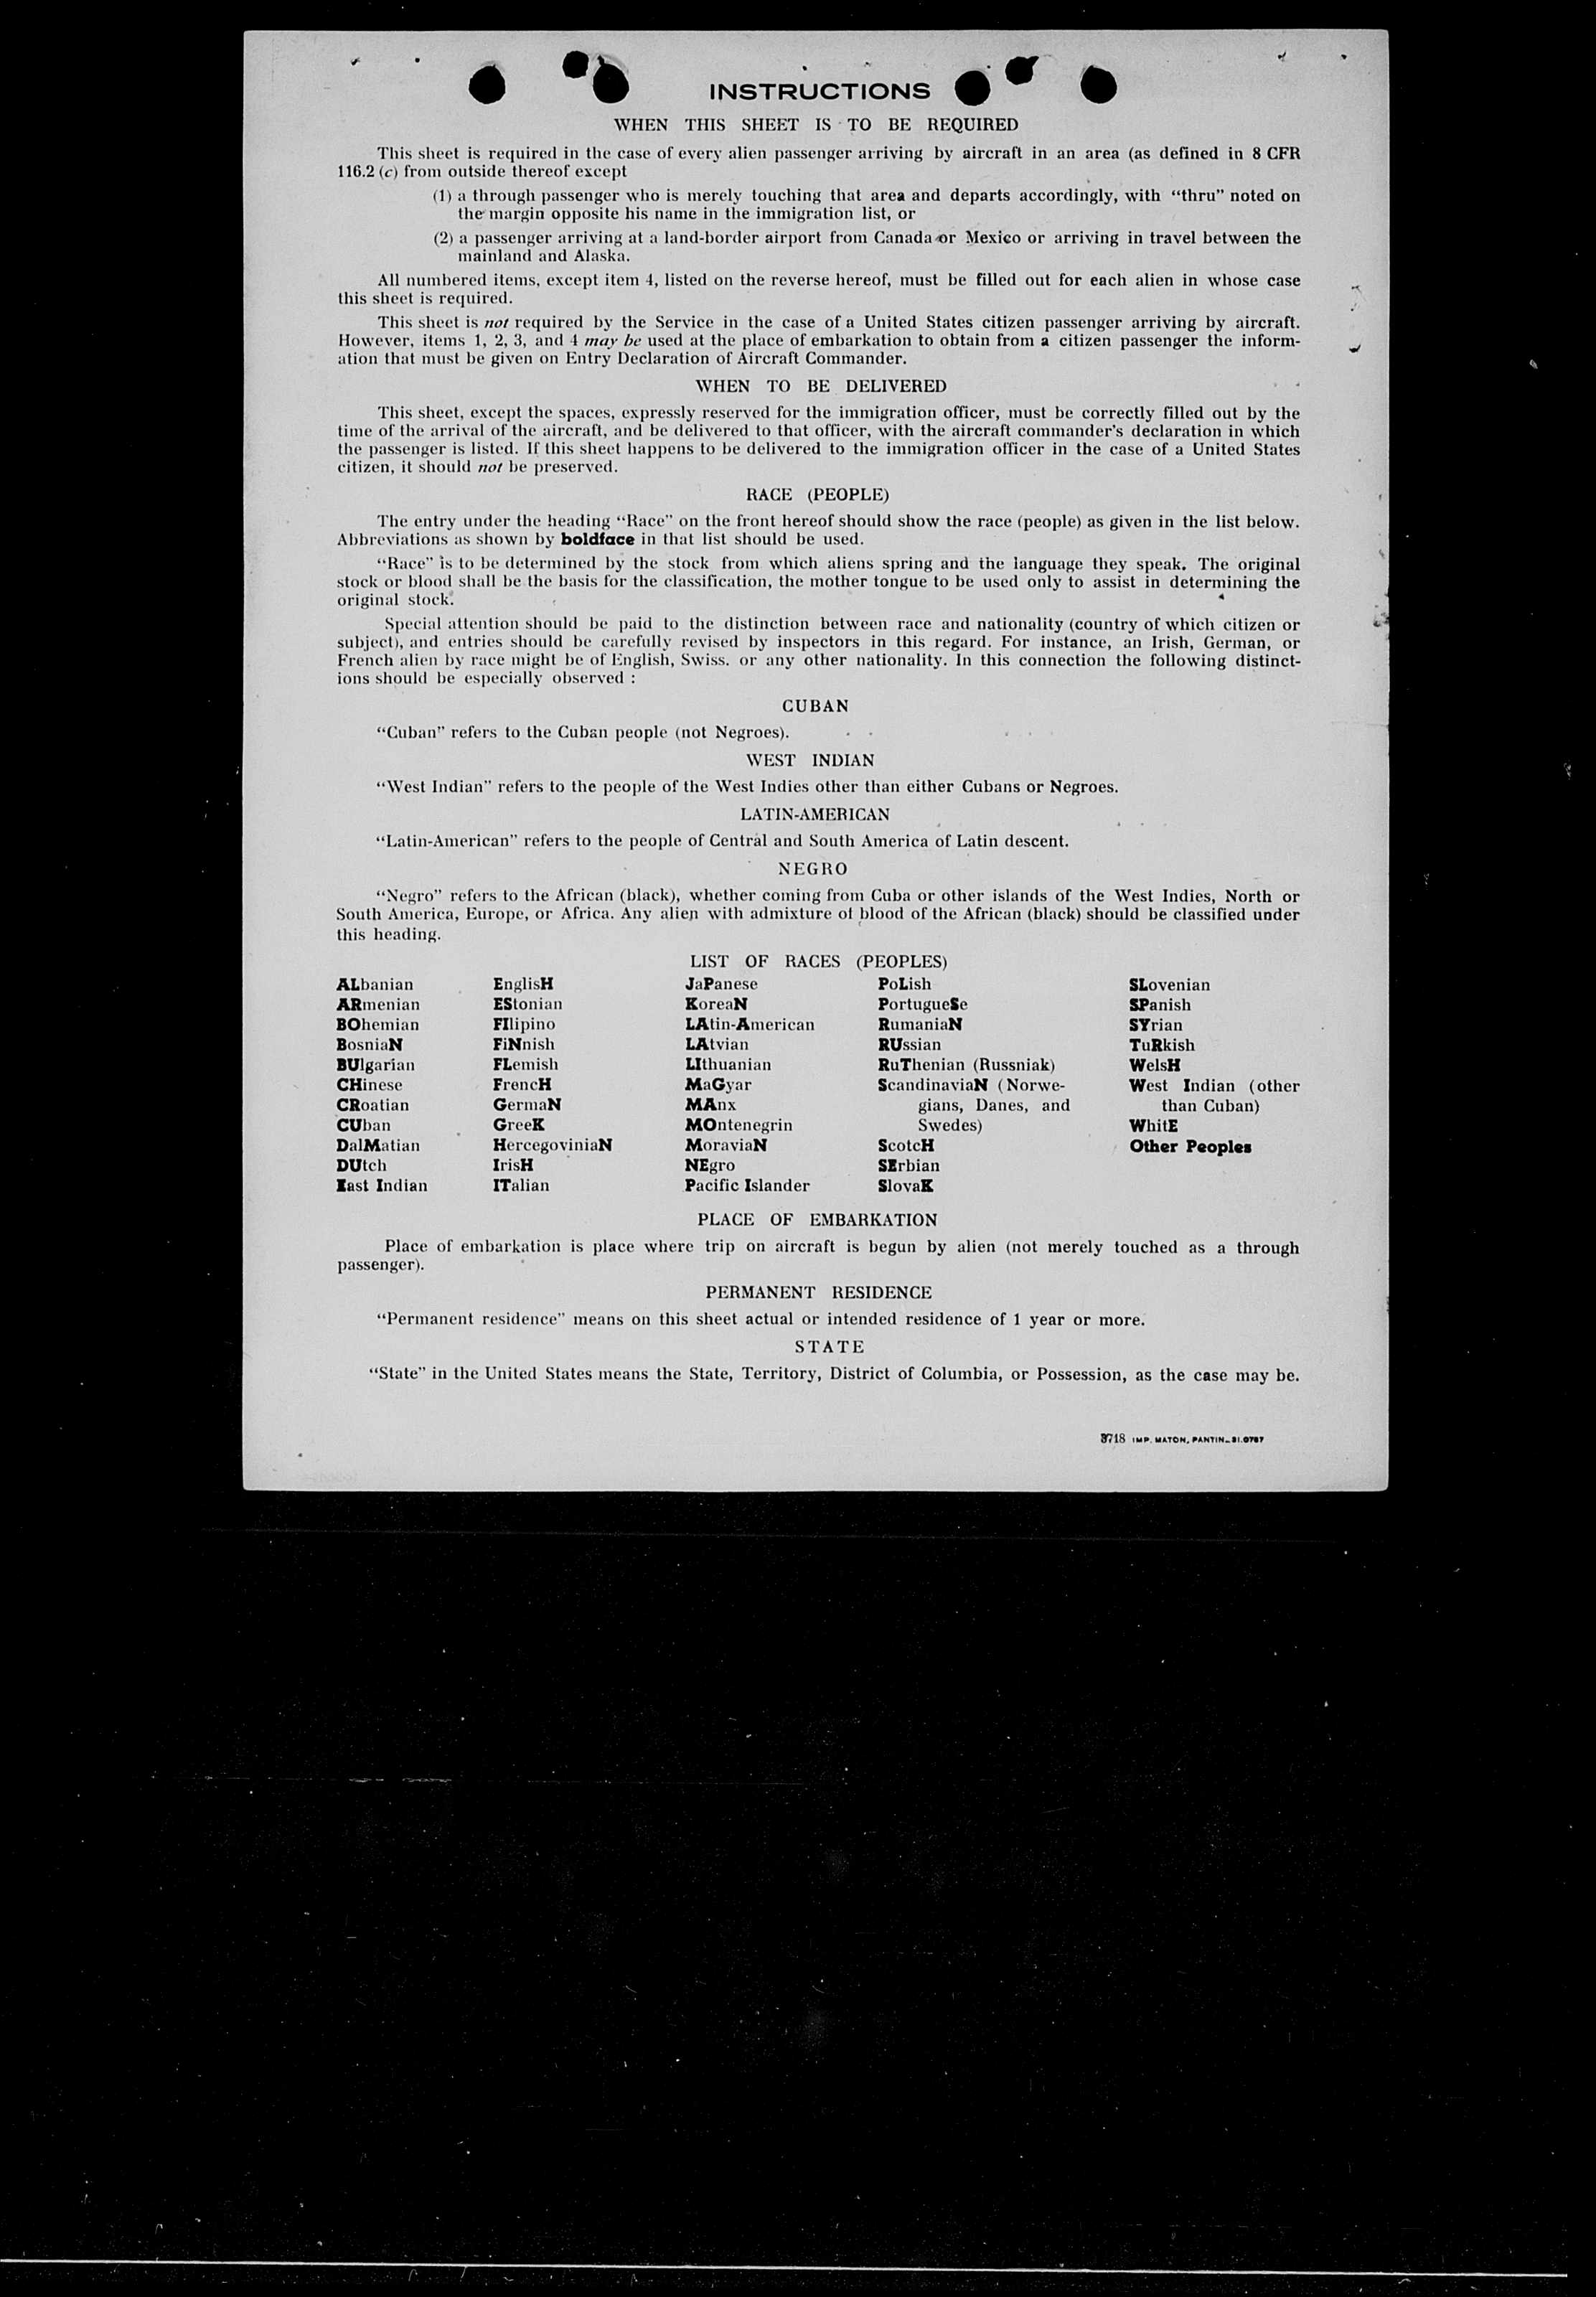 INSTRUCTIONS
WHEN THIS SHEET IS TO BE REQUIRED
This sheet is required in the case of every alien passenger arriving by aircraft in an area (as defined in 8 CFR
116.2 (c) from outside thereof except
(1) a through passenger who is merely touching that area and departs accordingly, with “thru” noted on
the margin opposite his name in the immigration list, or
(2) a passenger arriving at a land-border airport from Canada or Mexico or arriving in travel between the
mainland and Alaska.
All numbered items, except item 4, listed on the reverse hereof, must be filled out for each alien in whose case
this sheet is required.
This sheet is not required by the Service in the case of a United States citizen passenger arriving by aircraft.
However, items 1, 2, 3, and 4 may be used at the place of embarkation to obtain from a citizen passenger the inform-
ation that must be given on Entry Declaration of Aircraft Commander.
WHEN TO BE DELIVERED
This sheet, except the spaces, expressly reserved for the immigration officer, must be correctly filled out by the
time of the arrival of the aircraft, and be delivered to that officer, with the aircraft commander's declaration in which
the passenger is listed. If this sheet happens to be delivered to the immigration officer in the case of a United States
citizen, it should not be preserved.
RACE (PEOPLE)
The entry under the heading “Race” on the front hereof should show the race (people) as given in the list below.
Abbreviations as shown by boldface in that list should be used.
“Race” is to be determined by the stock from which aliens spring and the language they speak. The original
stock or blood shall be the basis for the classification, the mother tongue to be used only to assist in determining the
original stock.
Special attention should be paid to the distinction between race and nationality (country of which citizen or
subject), and entries should be carefully revised by inspectors in this regard. For instance, an Irish, German, or
French alien by race might be of English, Swiss. or any other nationality. In this connection the following distinct-
ions should be especially observed :
CUBAN
“Cuban” refers to the Cuban people (not Negroes).
WEST INDIAN
“West Indian” refers to the people of the West Indies other than either Cubans or Negroes.
LATIN-AMERICAN
“Latin-American” refers to the people of Central and South America of Latin descent.
NEGRO
“Negro” refers to the African (black), whether coming from Cuba or other islands of the West Indies, North or
South America, Europe, or Africa. Any alien with admixture of blood of the African (black) should be classified under
this heading.
LIST OF RACES (PEOPLES)
ALbanian
ARmenian
BOhemian
BosniaN
BUlgarian
CHinese
CRoatian
CUban
DalMatian
DUtch
East Indian
EnglisH
EStonian
FIlipino
FiNnish
FLemish
FrencH
GermaN
GreeK
HercegoviniaN
IrisH
ITalian
JaPanese
KoreaN
LAtin-American
LAtvian
LIthuanian
MaGyar
MAnx
MOntenegrin
MoraviaN
NEgro
Pacific Islander
PoLish
PortugueSe
RumaniaN
RUssian
RuThenian (Russniak)
ScandinaviaN (Norwe-
gians, Danes, and
Swedes)
ScotcH
SErbian
SlovaK
SLovenian
SPanish
SYrian
TuRkish
WelsH
West Indian (other
than Cuban)
WhitE
Other Peoples
PLACE OF EMBARKATION
Place of embarkation is place where trip on aircraft is begun by alien (not merely touched as a through
passenger).
PERMANENT RESIDENCE
“Permanent residence” means on this sheet actual or intended residence of 1 year or more.
STATE
“State” in the United States means the State, Territory, District of Columbia, or Possession, as the case may be.
3718 IMP. MATON, PANTIN_31.0787